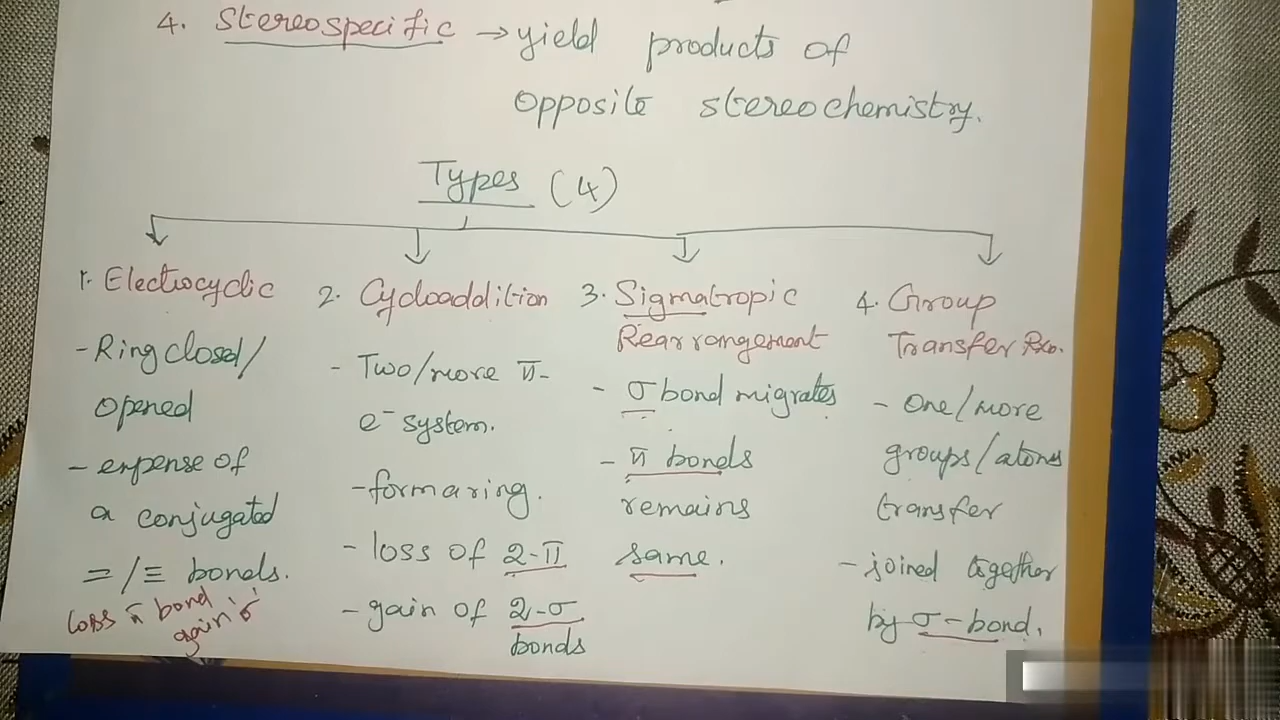 4. Stereospecific → yield products of
opposite stereochemistry.
Types (4)
1. Electrocyclic
- Ring closed/
opened
- expense of
a conjugated
=/≡ bonds.
loss π bond
gain 'σ'
2. Cycloaddition
- Two/more π-
e⁻ system.
- form a ring.
- loss of 2-π
- gain of 2-σ
bonds
3. Sigmatropic
Rearrangement
- σ bond migrates
- π bonds
remains
same.
4. Group
Transfer Rxn.
- One/more
groups/atoms
transfer
- joined together
by σ-bond.